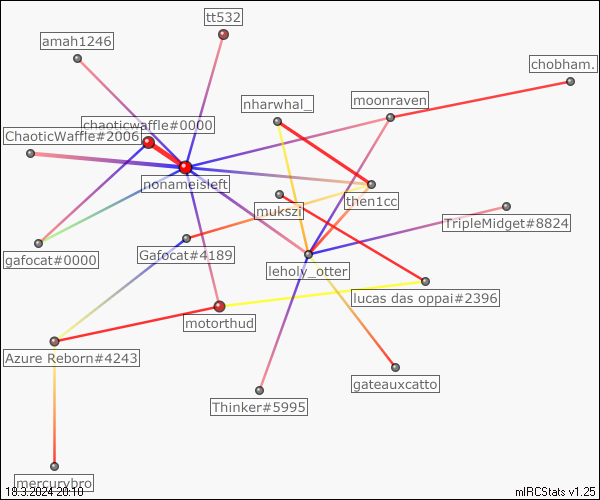 tt532
amah1246
chobham.
moonraven
nharwhal_
chaoticwaffle#0000
ChaoticWaffle#2006
nonameisleft
then1cc
mukszi
TripleMidget#8824
Gafocat#4189
gafocat#0000
leholy_otter
lucas das oppai#2396
motorthud
Azure Reborn#4243
gateauxcatto
Thinker#5995
mercurybro
18.3.2024 20:10
mIRCStats v1.25